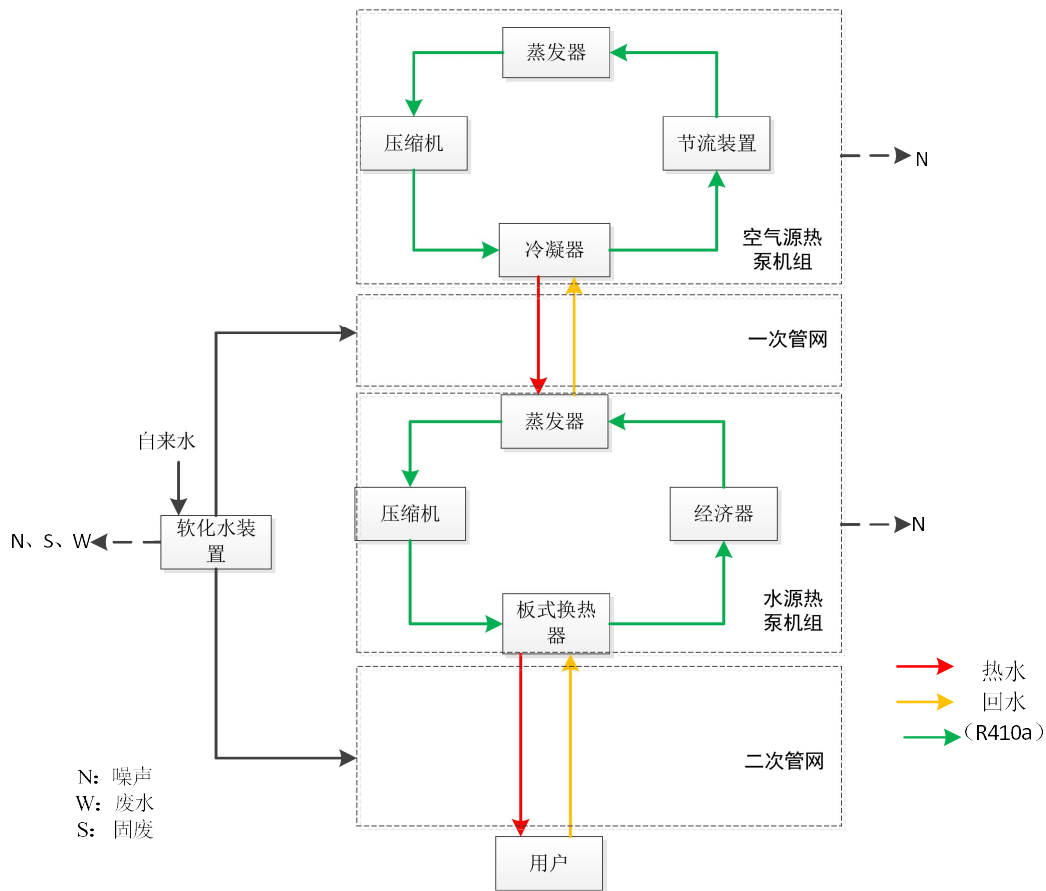 蒸发器
压缩机
节流装置
N
冷凝器
空气源热
泵机组
一次管网
蒸发器
自来水
压缩机
经济器
N
软化水装
置
N、S、W
板式换热
器
水源热
泵机组
热水
回水
（R410a）
二次管网
N：噪声
W：废水
S：固废
用户